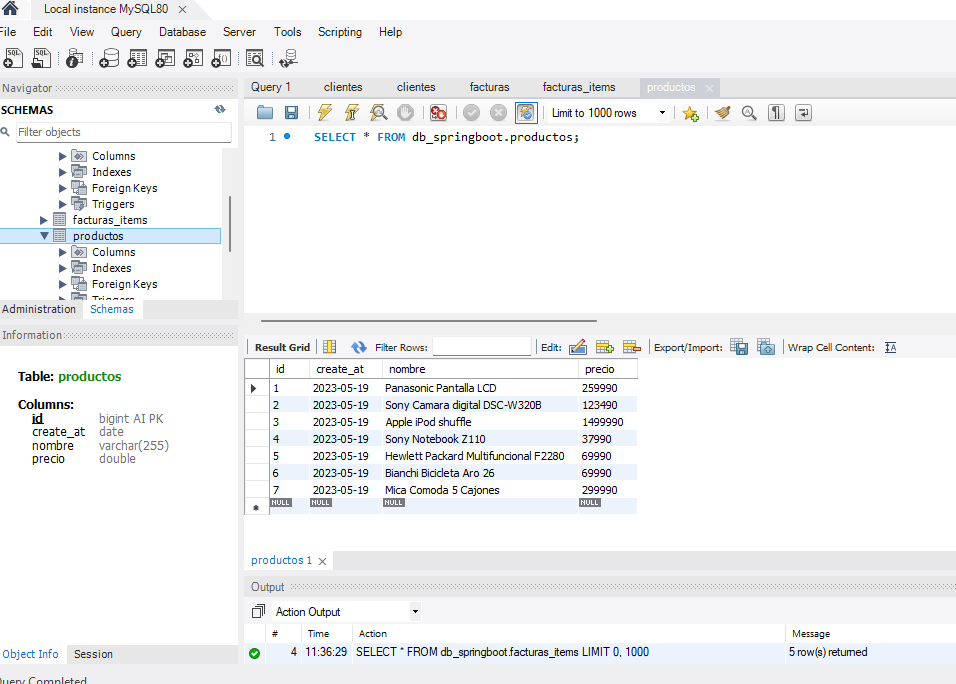 Local instance MySQL80
File Edit View Query Database Server Tools Scripting Help
Navigator
SCHEMAS
Filter objects
Columns
Indexes
Foreign Keys
Triggers
facturas_items
productos
Columns
Indexes
Foreign Keys
Triggers
Administration Schemas
Information
Table: productos
Columns:
id bigint AI PK
create_at date
nombre varchar(255)
precio double
Object Info Session
Query Completed
Query 1 clientes clientes facturas facturas_items productos
Limit to 1000 rows
1 SELECT * FROM db_springboot.productos;
Result Grid Filter Rows: Edit: Export/Import: Wrap Cell Content: IA
id create_at nombre precio
1 2023-05-19 Panasonic Pantalla LCD 259990
2 2023-05-19 Sony Camara digital DSC-W320B 123490
3 2023-05-19 Apple iPod shuffle 1499990
4 2023-05-19 Sony Notebook Z110 37990
5 2023-05-19 Hewlett Packard Multifuncional F2280 69990
6 2023-05-19 Bianchi Bicicleta Aro 26 69990
7 2023-05-19 Mica Comoda 5 Cajones 299990
NULL NULL NULL NULL
productos 1
Output
Action Output
# Time Action Message
4 11:36:29 SELECT * FROM db_springboot.facturas_items LIMIT 0, 1000 5 row(s) returned